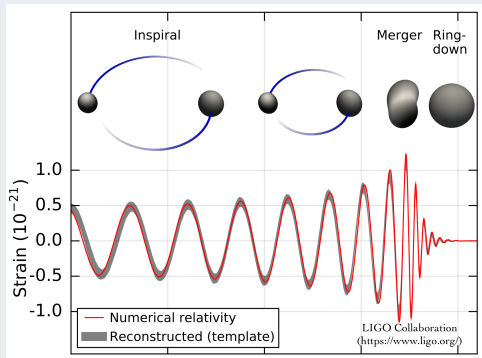 Inspiral
Merger Ring-
down
Strain (10⁻²¹)
1.0
0.5
0.0
-0.5
-1.0
Numerical relativity
Reconstructed (template)
LIGO Collaboration
(https://www.ligo.org/)